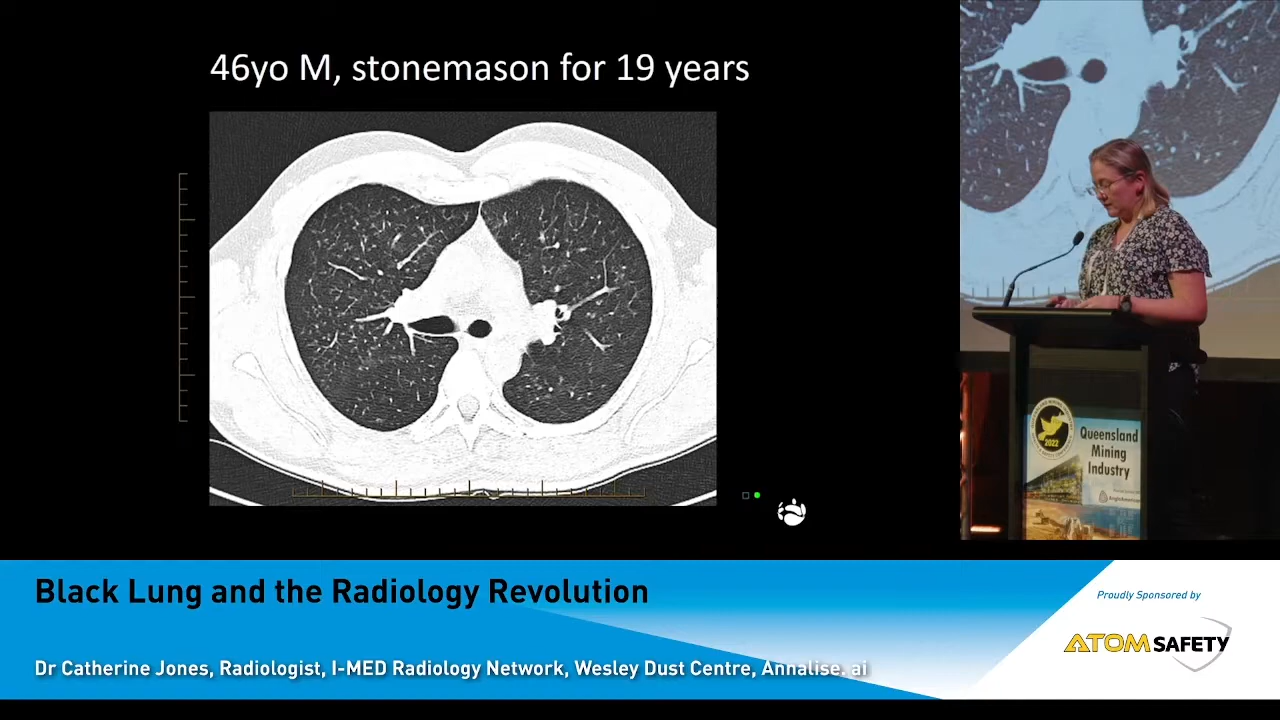 46yo M, stonemason for 19 years
2022
Queensland
Mining
Industry
Black Lung and the Radiology Revolution
Proudly Sponsored by
ATOM SAFETY
Dr Catherine Jones, Radiologist, I-MED Radiology Network, Wesley Dust Centre, Annalise. ai